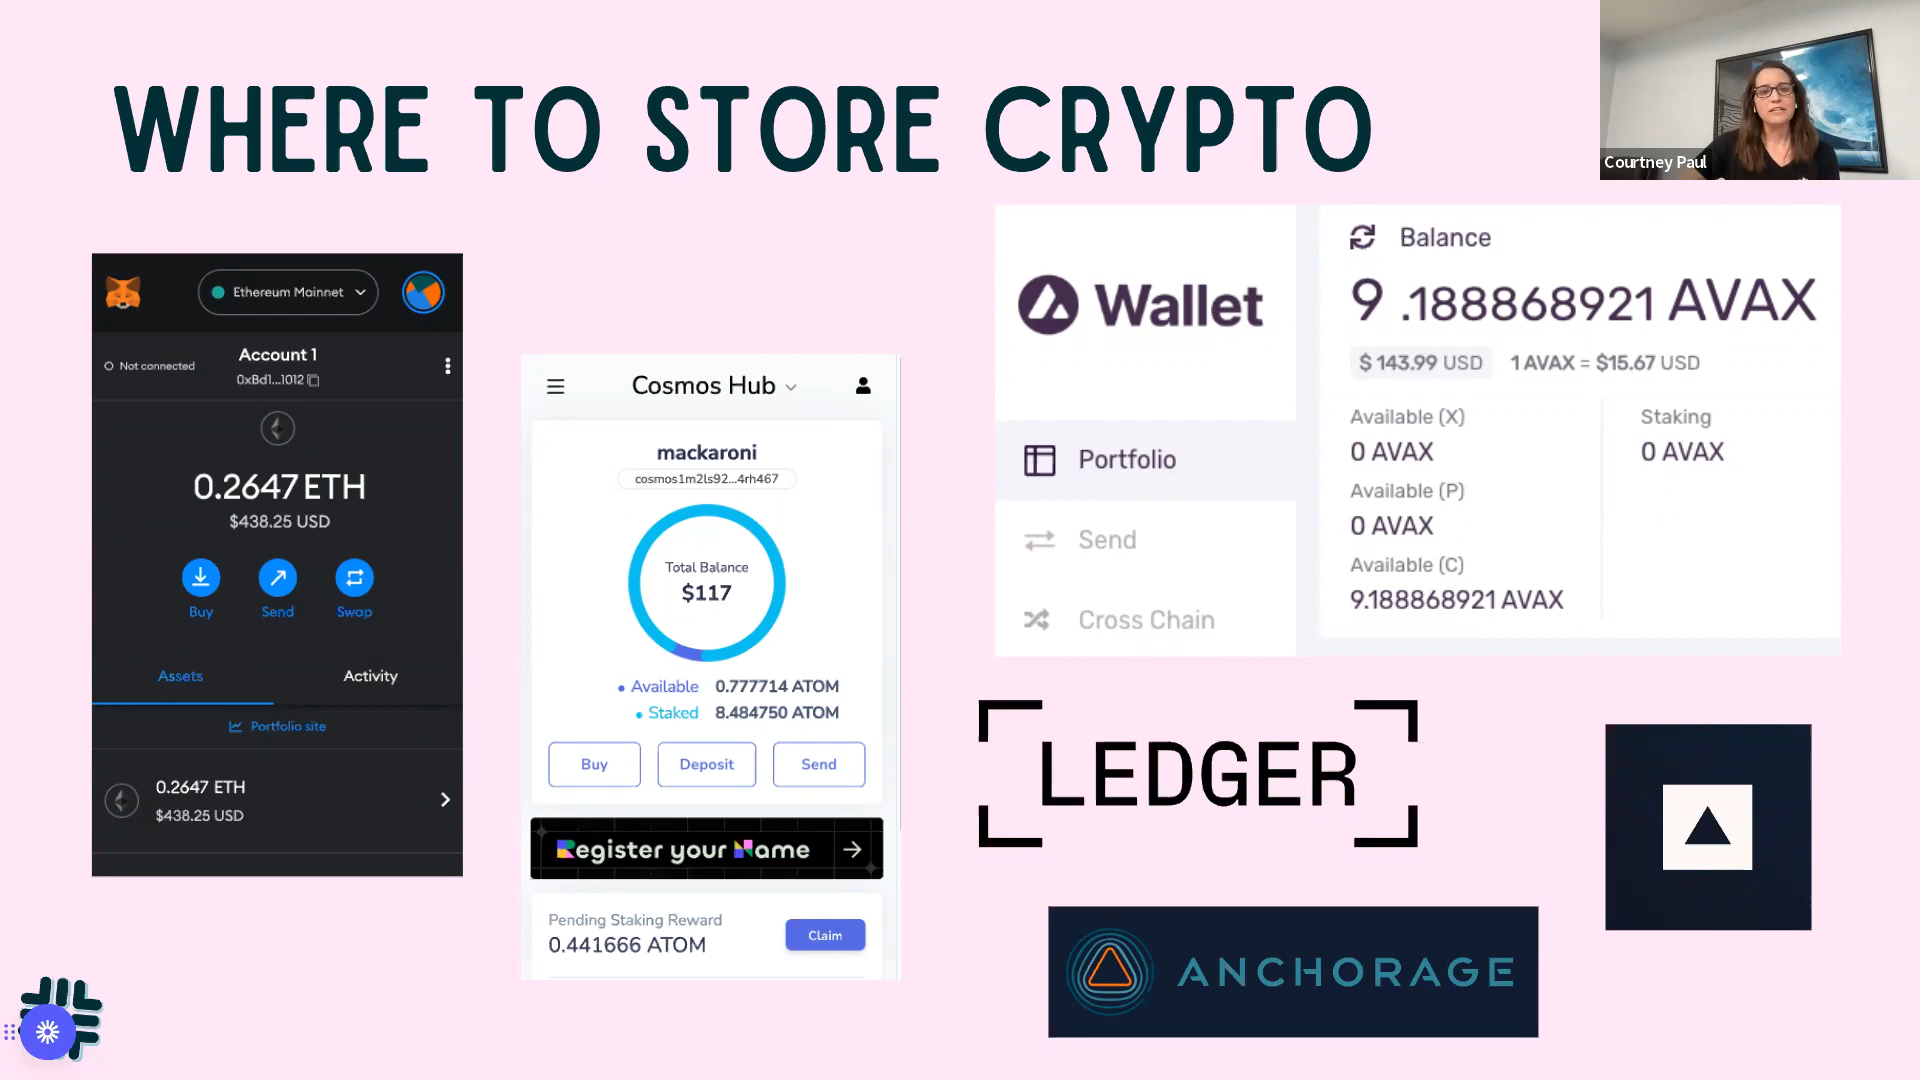 WHERE TO STORE CRYPTO
Courtney Paul
Ethereum Mainnet
Not connected
Account 1
0xBd1...1012
0.2647 ETH
$438.25 USD
Buy
Send
Swap
Assets
Activity
Portfolio site
0.2647 ETH
$438.25 USD
Cosmos Hub
mackaroni
cosmos1m2ls92...4rh467
Total Balance
$117
Available 0.777714 ATOM
Staked 8.484750 ATOM
Buy
Deposit
Send
Register your Name
Pending Staking Reward
0.441666 ATOM
Claim
Wallet
Portfolio
Send
Cross Chain
Balance
9 .188868921 AVAX
$ 143.99 USD
1 AVAX = $15.67 USD
Available (X)
0 AVAX
Available (P)
0 AVAX
Available (C)
9.188868921 AVAX
Staking
0 AVAX
LEDGER
ANCHORAGE